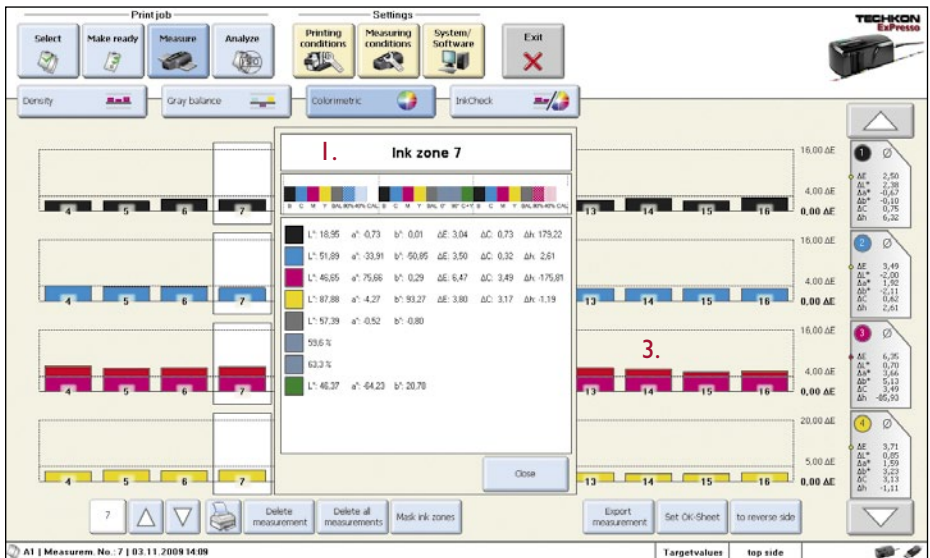 Print job
Settings
TECHKON
ExPresso
Select
Make ready
Measure
Analyze
Printing conditions
Measuring conditions
System/ Software
Exit
Density
Gray balance
Colorimetric
InkCheck
1.
Ink zone 7
L*: 18,95 a*: -0,73 b*: 0,01 ΔE: 3,04 ΔC: 0,73 Δh: 179,22
L*: 51,89 a*: -33,91 b*: -50,85 ΔE: 3,50 ΔC: 0,32 Δh: 2,61
L*: 46,65 a*: 75,66 b*: 0,29 ΔE: 6,47 ΔC: 3,49 Δh: -175,81
L*: 87,88 a*: -4,27 b*: 93,27 ΔE: 3,80 ΔC: 3,17 Δh: -1,19
L*: 57,39 a*: -0,52 b*: -0,80
59,6 %
63,3 %
L*: 46,37 a*: -64,23 b*: 20,70
Close
16,00 ΔE
4,00 ΔE
4 5 6 7 13 14 15 16 0,00 ΔE
16,00 ΔE
4,00 ΔE
4 5 6 7 13 14 15 16 0,00 ΔE
16,00 ΔE
3.
4,00 ΔE
4 5 6 7 13 14 15 16 0,00 ΔE
20,00 ΔE
5,00 ΔE
4 5 6 7 13 14 15 16 0,00 ΔE
1 Ø
ΔE 2,50
ΔL* 2,38
Δa* -0,67
Δb* -0,10
ΔC 0,75
Δh 6,32
2 Ø
ΔE 3,49
ΔL* -2,00
Δa* 1,92
Δb* -2,11
ΔC 0,62
Δh 2,61
3 Ø
ΔE 6,35
ΔL* 0,70
Δa* 3,66
Δb* 5,13
ΔC 3,49
Δh -85,93
4 Ø
ΔE 3,71
ΔL* 0,85
Δa* 1,59
Δb* 3,23
ΔC 3,13
Δh -1,11
7
Delete measurement
Delete all measurements
Mask ink zones
Export measurement
Set OK-Sheet
to reverse side
A1 | Measurem. No.: 7 | 03.11.2009 14:09
Targetvalues
top side